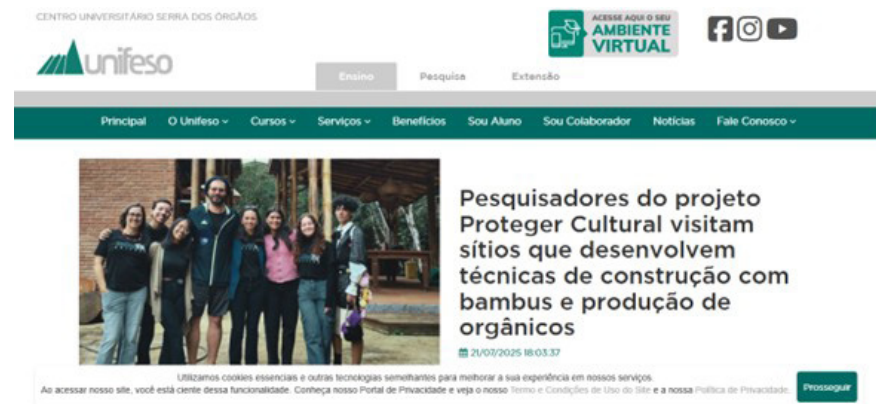 CENTRO UNIVERSITÁRIO SERRA DOS ÓRGÃOS
unifeso
ACESSE AQUI O SEU
AMBIENTE
VIRTUAL
Ensino Pesquisa Extensão
Principal O Unifeso Cursos Serviços Benefícios Sou Aluno Sou Colaborador Notícias Fale Conosco
Pesquisadores do projeto
Proteger Cultural visitam
sítios que desenvolvem
técnicas de construção com
bambus e produção de
orgânicos
21/07/2025 18:03:37
Utilizamos cookies essenciais e outras tecnologias semelhantes para melhorar a sua experiência em nossos serviços.
Ao acessar nosso site, você está ciente dessa funcionalidade. Conheça nosso Portal de Privacidade e veja o nosso Termo e Condições de Uso do Site e a nossa Política de Privacidade.
Prosseguir